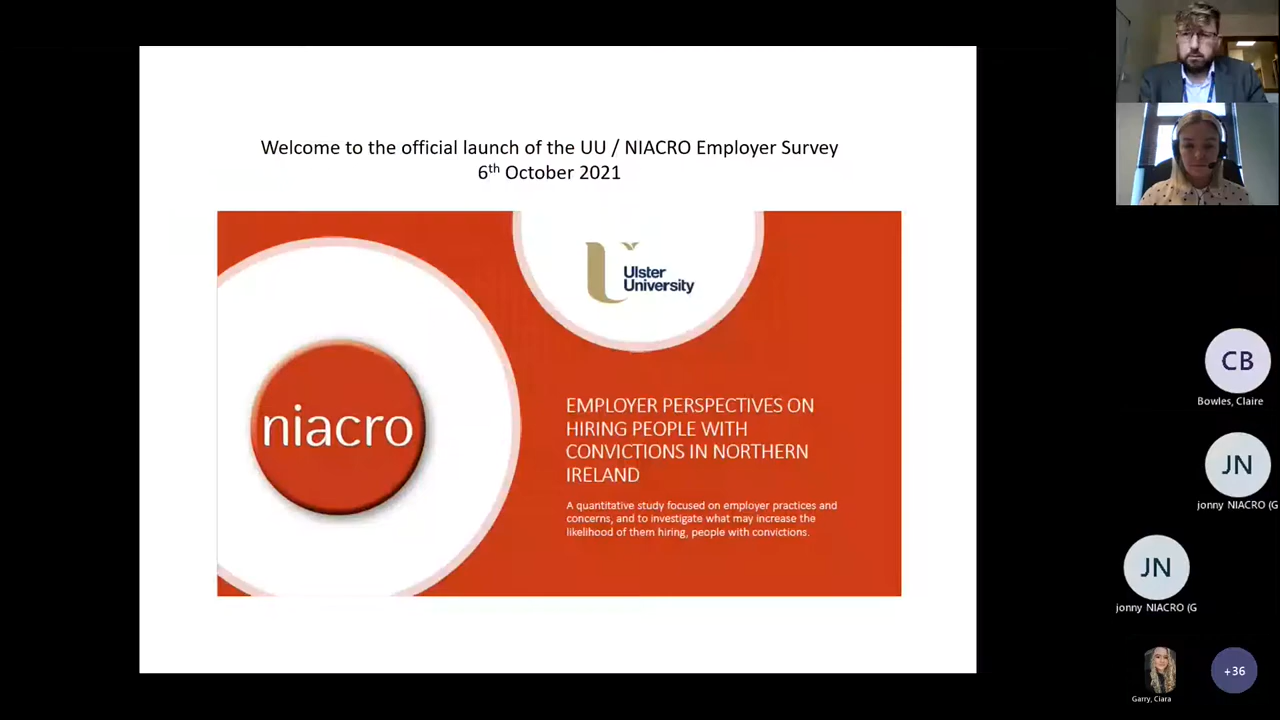 Welcome to the official launch of the UU / NIACRO Employer Survey
6th October 2021
Ulster
University
niacro
EMPLOYER PERSPECTIVES ON
HIRING PEOPLE WITH
CONVICTIONS IN NORTHERN
IRELAND
A quantitative study focused on employer practices and
concerns, and to investigate what may increase the
likelihood of them hiring, people with convictions.
CB
Bowles, Claire
JN
jonny NIACRO (G
JN
jonny NIACRO (G
Garry, Ciara
+36